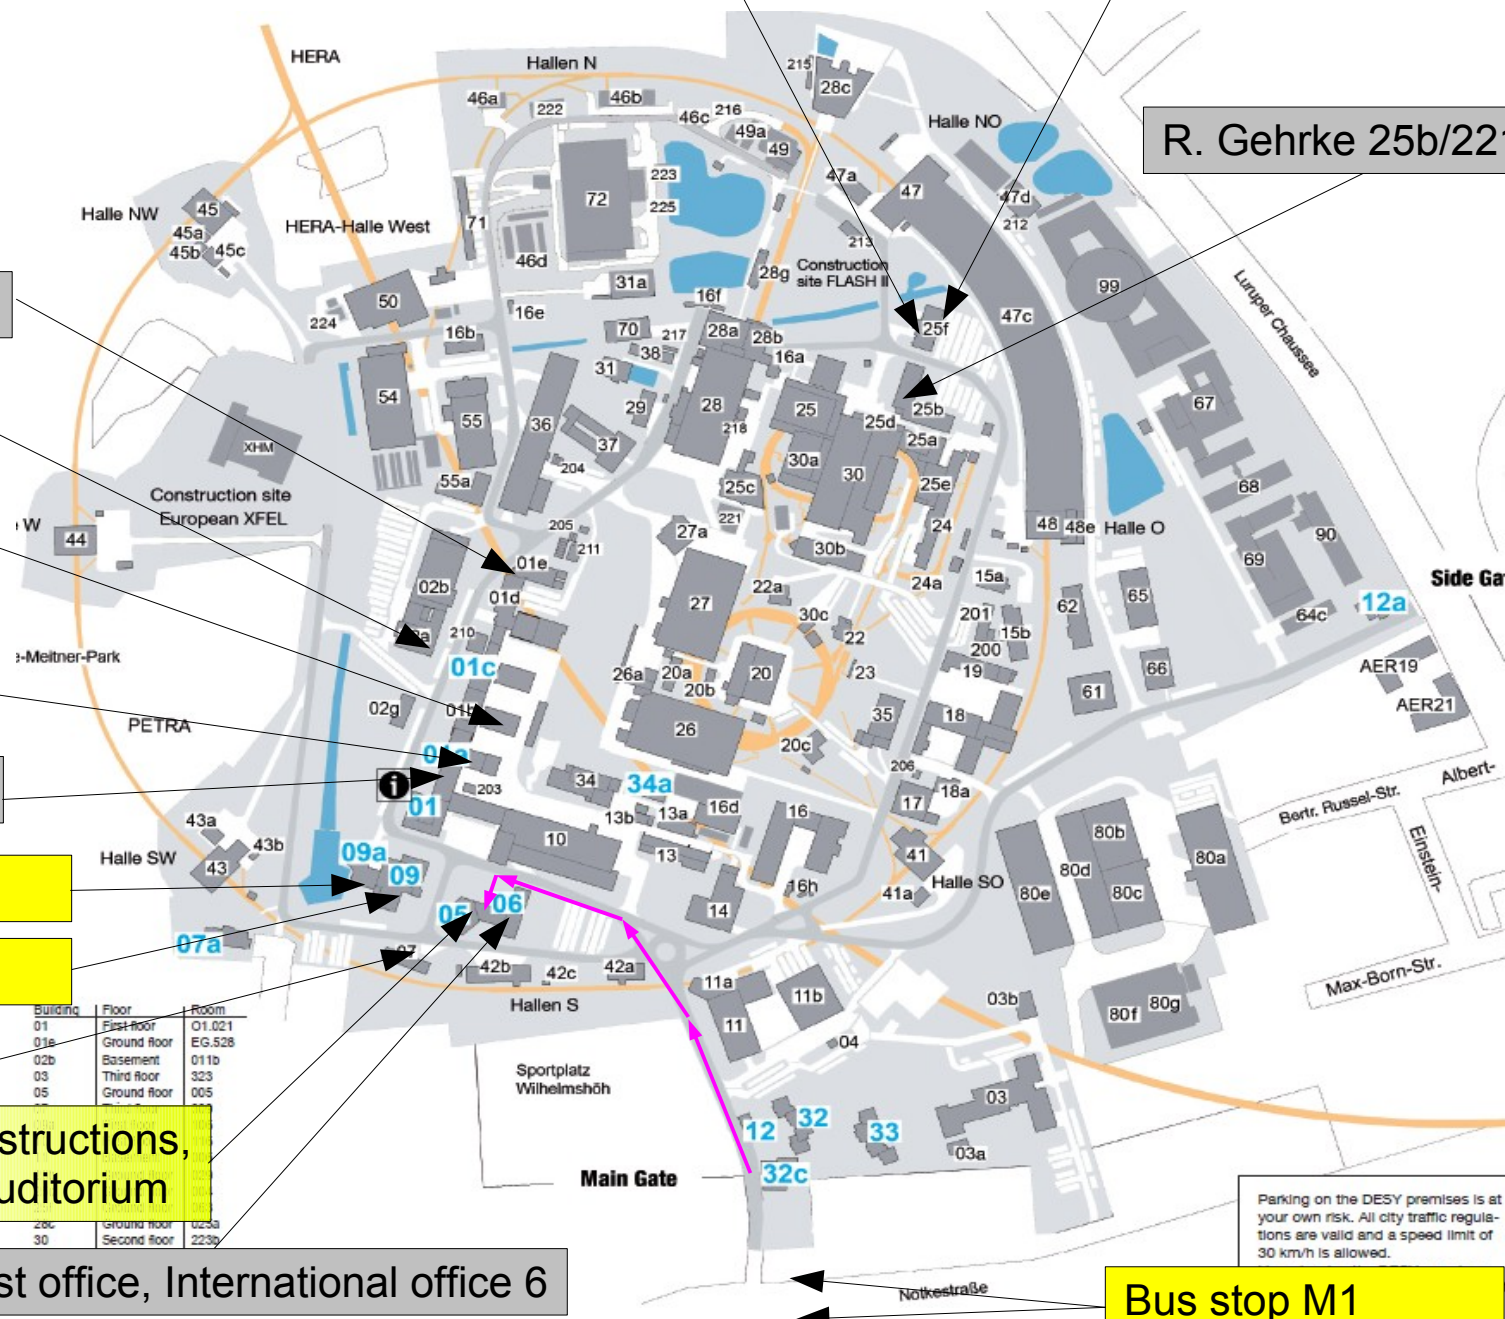 HERA
Hallen N
215
28c
46a
222
46b
46c
216
49a
49
Halle NO
R. Gehrke 25b/22
47a
47
223
72
225
47d
212
Halle NW
45
45a
45b
45c
HERA-Halle West
71
46d
213
28g
Construction
site FLASH II
99
Luruper Chaussee
31a
50
224
16e
16f
16b
70
217
28a
28b
25f
47c
38
16a
31
54
55
36
29
28
25
25b
67
37
218
25d
25a
XHM
30a
30
204
55a
25c
25e
68
Construction site
European XFEL
221
24
W
44
205
211
27a
48
48e
Halle O
90
30b
69
01e
02b
01d
24a
15a
Side Ga
27
22a
62
65
12a
64c
30c
201
210
22
15b
200
e-Meitner-Park
01c
26a
20a
20b
20
23
19
66
AER19
61
AER21
02g
01b
PETRA
26
35
18
20c
01a
206
Albert-
34
34a
203
01
18a
17
Bertr. Russel-Str.
13b
13a
16d
16
43a
10
80b
Einstein-
43b
Halle SW
09a
13
41
80a
43
09
80d
Halle SO
16h
41a
80e
80c
05
06
14
07a
07
42b
42c
42a
Max-Born-Str.
11a
Hallen S
11b
03b
80f
80g
11
Building Floor Room
01 First floor O1.021
01e Ground floor EG.528
02b Basement 011b
03 Third floor 323
05 Ground floor 005
04
Sportplatz
Wilhelmshöh
03
12
32
33
structions,
uditorium
03a
Main Gate
32c
28c Ground floor 025a
30 Second floor 223b
Parking on the DESY premises is at
your own risk. All city traffic regula-
tions are valid and a speed limit of
30 km/h is allowed.
st office, International office 6
Notkestraße
Bus stop M1